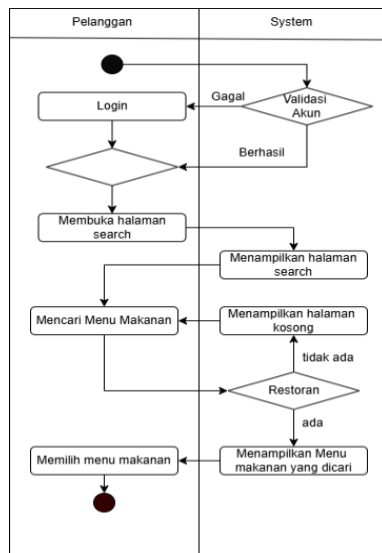 Pelanggan
System
Login
Gagal
Validasi
Akun
Berhasil
Membuka halaman
search
Menampilkan halaman
search
Mencari Menu Makanan
Menampilkan halaman
kosong
tidak ada
Restoran
ada
Memilih menu makanan
Menampilkan Menu
makanan yang dicari